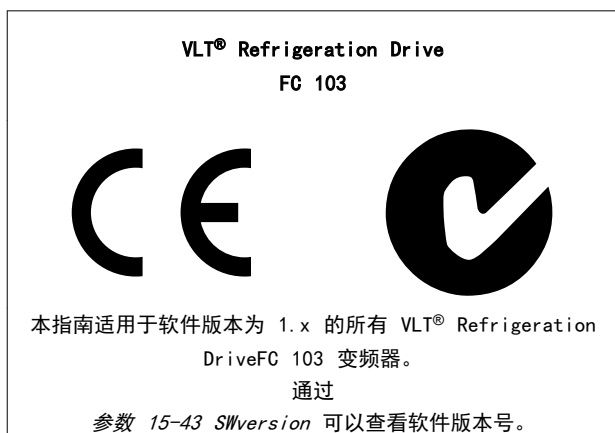 VLT® Refrigeration Drive
FC 103
CE
本指南适用于软件版本为 1.x 的所有 VLT® Refrigeration
DriveFC 103 变频器。
通过
参数 15-43 SWversion 可以查看软件版本号。